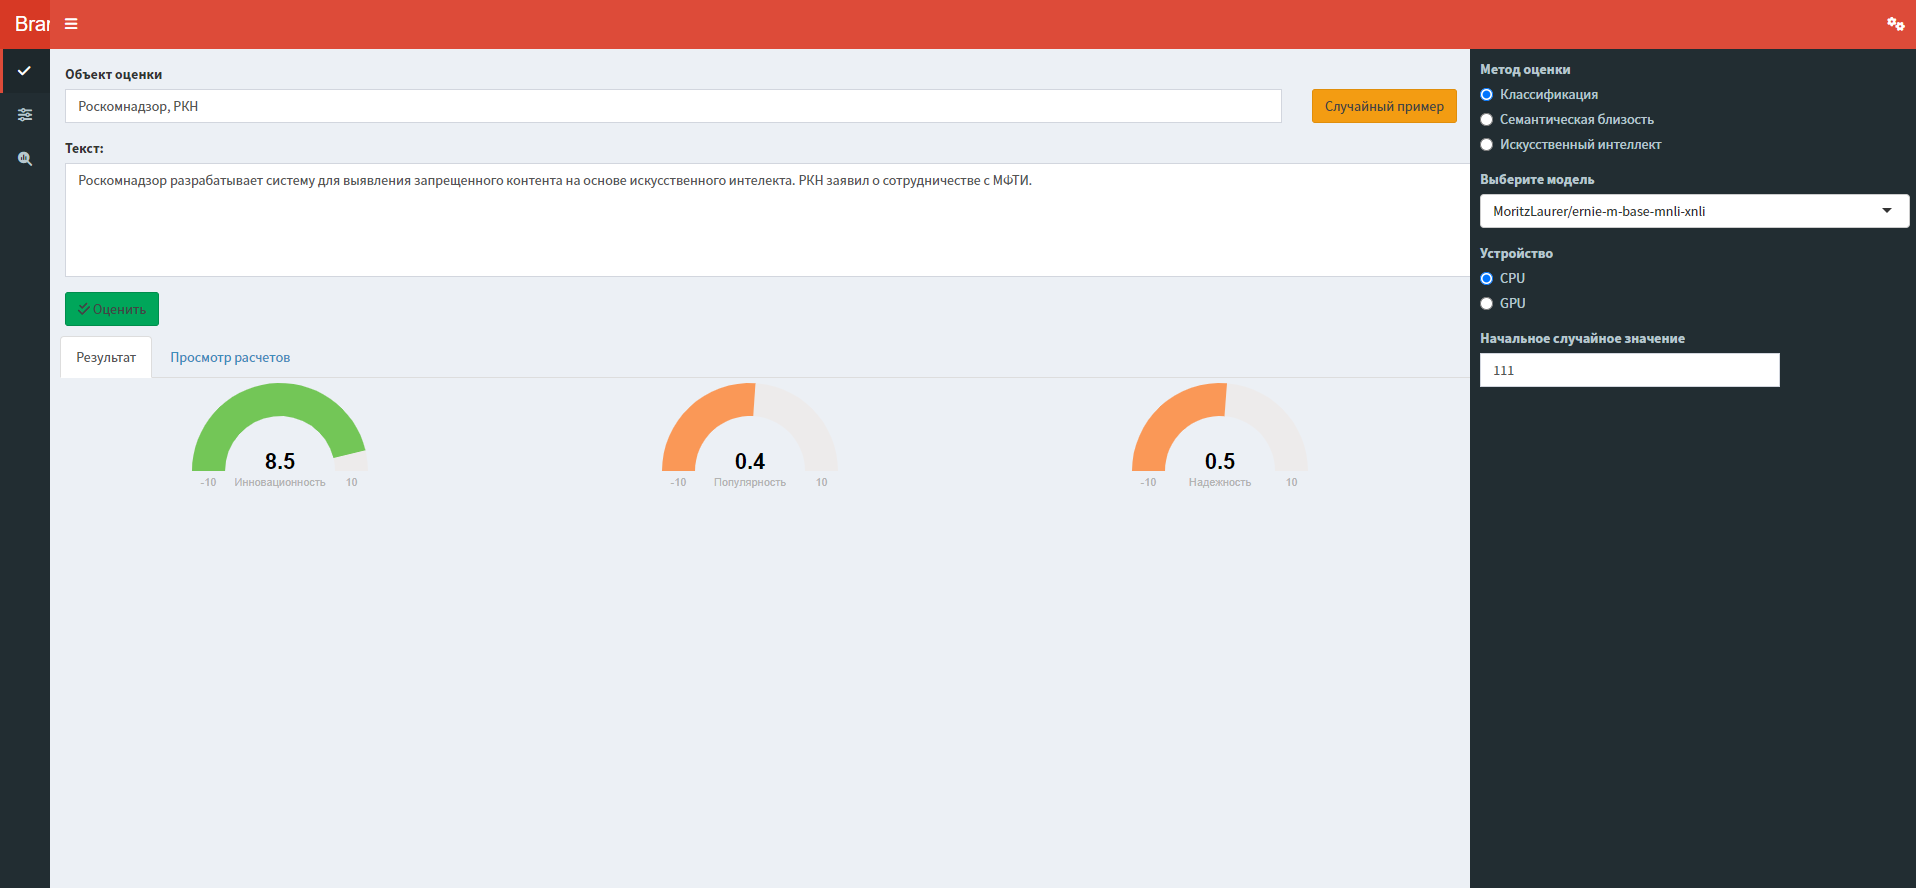 Bran
Объект оценки
Роскомнадзор, РКН
Случайный пример
Текст:
Роскомнадзор разрабатывает систему для выявления запрещенного контента на основе искусственного интелекта. РКН заявил о сотрудничестве с МФТИ.
Оценить
Результат
Просмотр расчетов
8.5
-10 Инновационность 10
0.4
-10 Популярность 10
0.5
-10 Надежность 10
Метод оценки
Классификация
Семантическая близость
Искусственный интеллект
Выберите модель
MoritzLaurer/ernie-m-base-mnli-xnli
Устройство
CPU
GPU
Начальное случайное значение
111